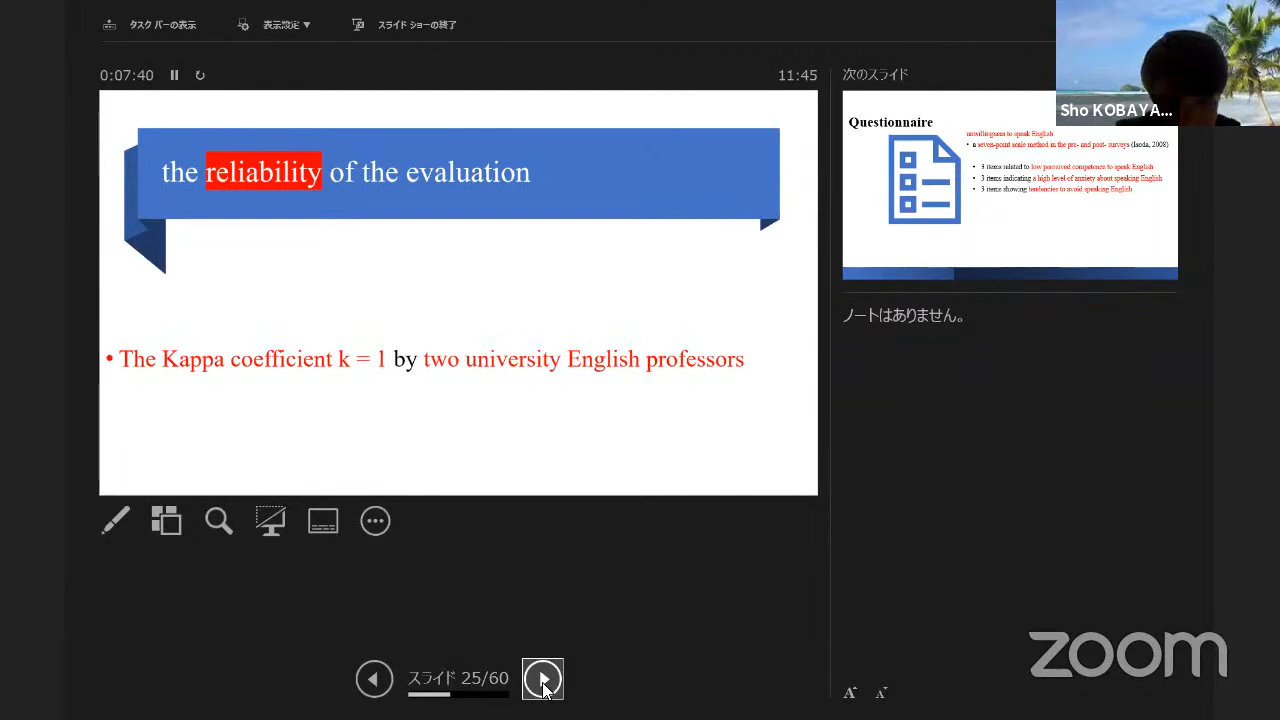 タスク バーの表示
表示設定 ▼
スライド ショーの終了
0:07:40
11:45
次のスライド
Sho KOBAYA...
the reliability of the evaluation
• The Kappa coefficient k = 1 by two university English professors
Questionnaire
unwillingness to speak English
• a seven-point scale method in the pre- and post- surveys (Isoda, 2008)
• 3 items related to low perceived competence to speak English
• 3 items indicating a high level of anxiety about speaking English
• 3 items showing tendencies to avoid speaking English
ノートはありません。
スライド 25/60
A A
zoom